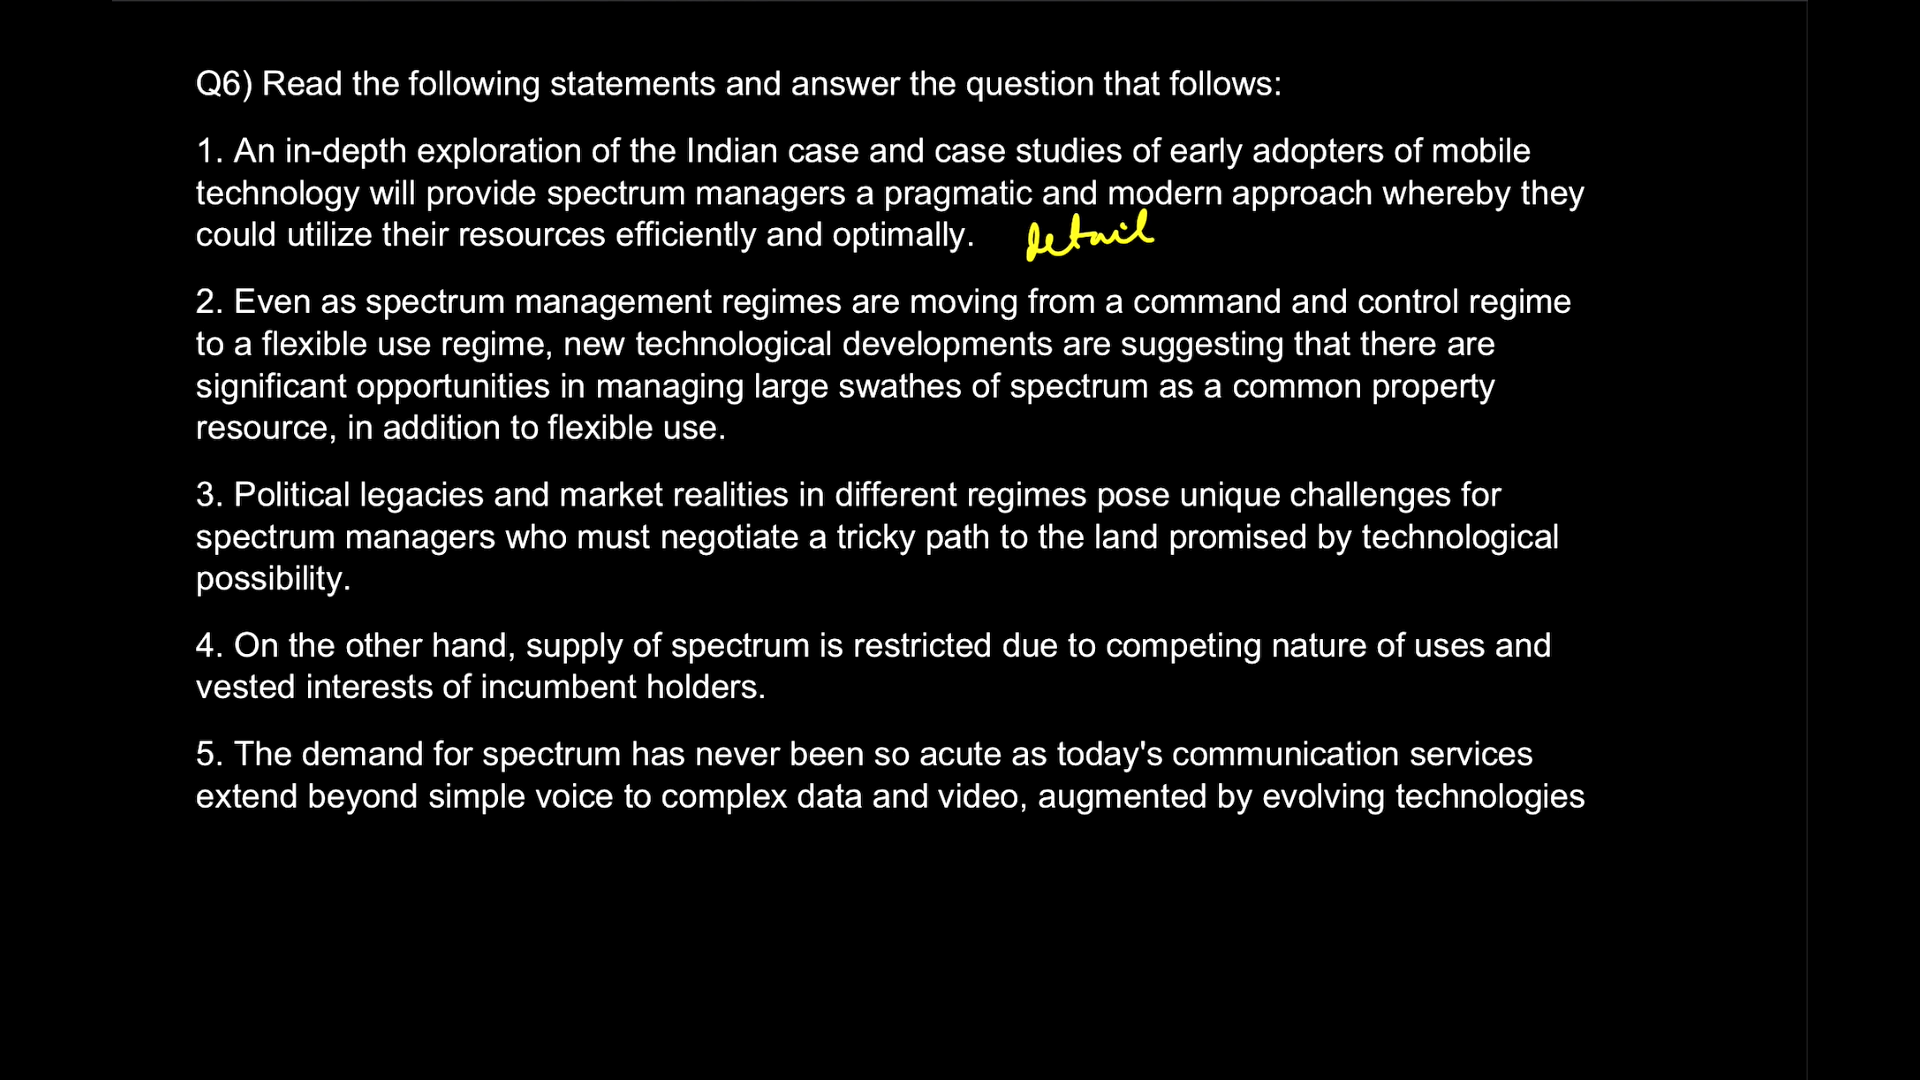 Q6) Read the following statements and answer the question that follows:
1. An in-depth exploration of the Indian case and case studies of early adopters of mobile
technology will provide spectrum managers a pragmatic and modern approach whereby they
could utilize their resources efficiently and optimally.
detail
2. Even as spectrum management regimes are moving from a command and control regime
to a flexible use regime, new technological developments are suggesting that there are
significant opportunities in managing large swathes of spectrum as a common property
resource, in addition to flexible use.
3. Political legacies and market realities in different regimes pose unique challenges for
spectrum managers who must negotiate a tricky path to the land promised by technological
possibility.
4. On the other hand, supply of spectrum is restricted due to competing nature of uses and
vested interests of incumbent holders.
5. The demand for spectrum has never been so acute as today's communication services
extend beyond simple voice to complex data and video, augmented by evolving technologies